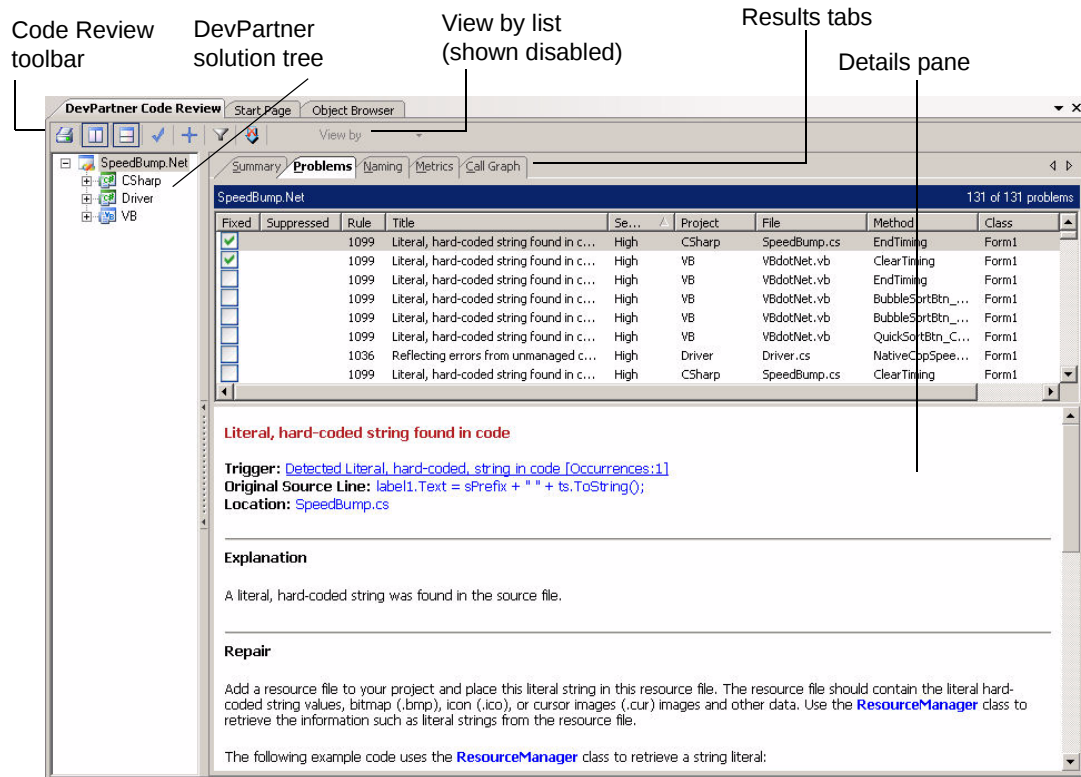 Code Review
toolbar
DevPartner
solution tree
View by list
(shown disabled)
Results tabs
Details pane
DevPartner Code Review Start Page Object Browser
View by
SpeedBump.Net
CSharp
Driver
VB
Summary Problems Naming Metrics Call Graph
SpeedBump.Net 131 of 131 problems
Fixed Suppressed Rule Title Se... Project File Method Class
1099 Literal, hard-coded string found in c... High CSharp SpeedBump.cs EndTiming Form1
1099 Literal, hard-coded string found in c... High VB VBdotNet.vb ClearTiming Form1
1099 Literal, hard-coded string found in c... High VB VBdotNet.vb EndTiming Form1
1099 Literal, hard-coded string found in c... High VB VBdotNet.vb BubbleSortBtn_... Form1
1099 Literal, hard-coded string found in c... High VB VBdotNet.vb BubbleSortBtn_... Form1
1099 Literal, hard-coded string found in c... High VB VBdotNet.vb QuickSortBtn_C... Form1
1036 Reflecting errors from unmanaged c... High Driver Driver.cs NativeCppSpee... Form1
1099 Literal, hard-coded string found in c... High CSharp SpeedBump.cs ClearTiming Form1
Literal, hard-coded string found in code
Trigger: Detected Literal, hard-coded, string in code [Occurrences:1]
Original Source Line: label1.Text = sPrefix + " " + ts.ToString();
Location: SpeedBump.cs
Explanation
A literal, hard-coded string was found in the source file.
Repair
Add a resource file to your project and place this literal string in this resource file. The resource file should contain the literal hard-
coded string values, bitmap (.bmp), icon (.ico), or cursor images (.cur) images and other data. Use the ResourceManager class to
retrieve the information such as literal strings from the resource file.
The following example code uses the ResourceManager class to retrieve a string literal: